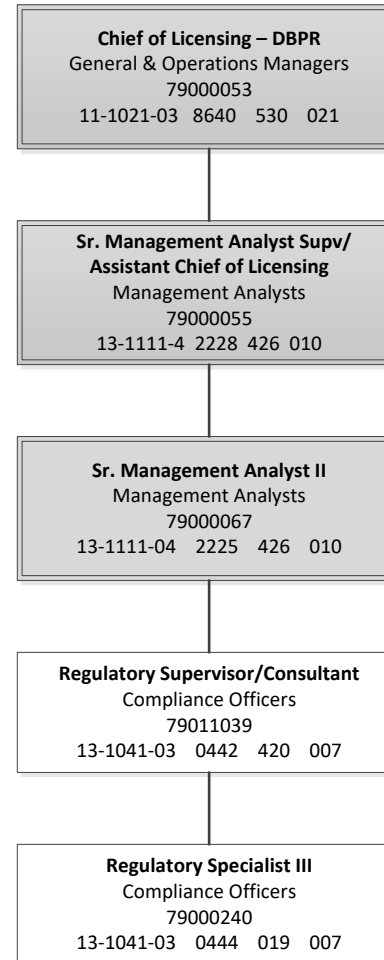 Chief of Licensing – DBPR
General & Operations Managers
79000053
11-1021-03 8640 530 021
Sr. Management Analyst Supv/
Assistant Chief of Licensing
Management Analysts
79000055
13-1111-4 2228 426 010
Sr. Management Analyst II
Management Analysts
79000067
13-1111-04 2225 426 010
Regulatory Supervisor/Consultant
Compliance Officers
79011039
13-1041-03 0442 420 007
Regulatory Specialist III
Compliance Officers
79000240
13-1041-03 0444 019 007